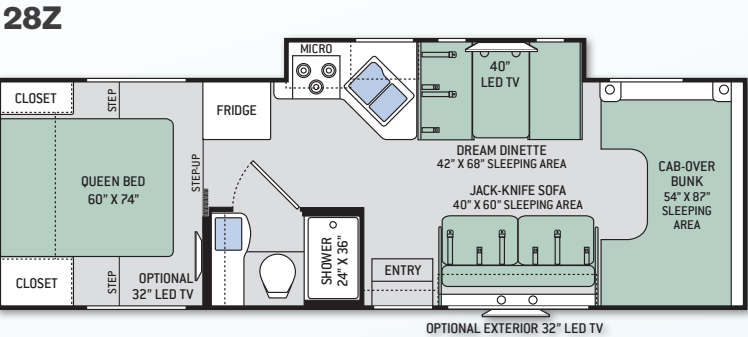 28Z
MICRO
CLOSET
STEP
FRIDGE
40"
LED TV
DREAM DINETTE
42" X 68" SLEEPING AREA
QUEEN BED
60" X 74"
STEP-UP
JACK-KNIFE SOFA
40" X 60" SLEEPING AREA
CAB-OVER
BUNK
54" X 87"
SLEEPING
AREA
CLOSET
STEP
OPTIONAL
32" LED TV
SHOWER
24" X 36"
ENTRY
OPTIONAL EXTERIOR 32" LED TV